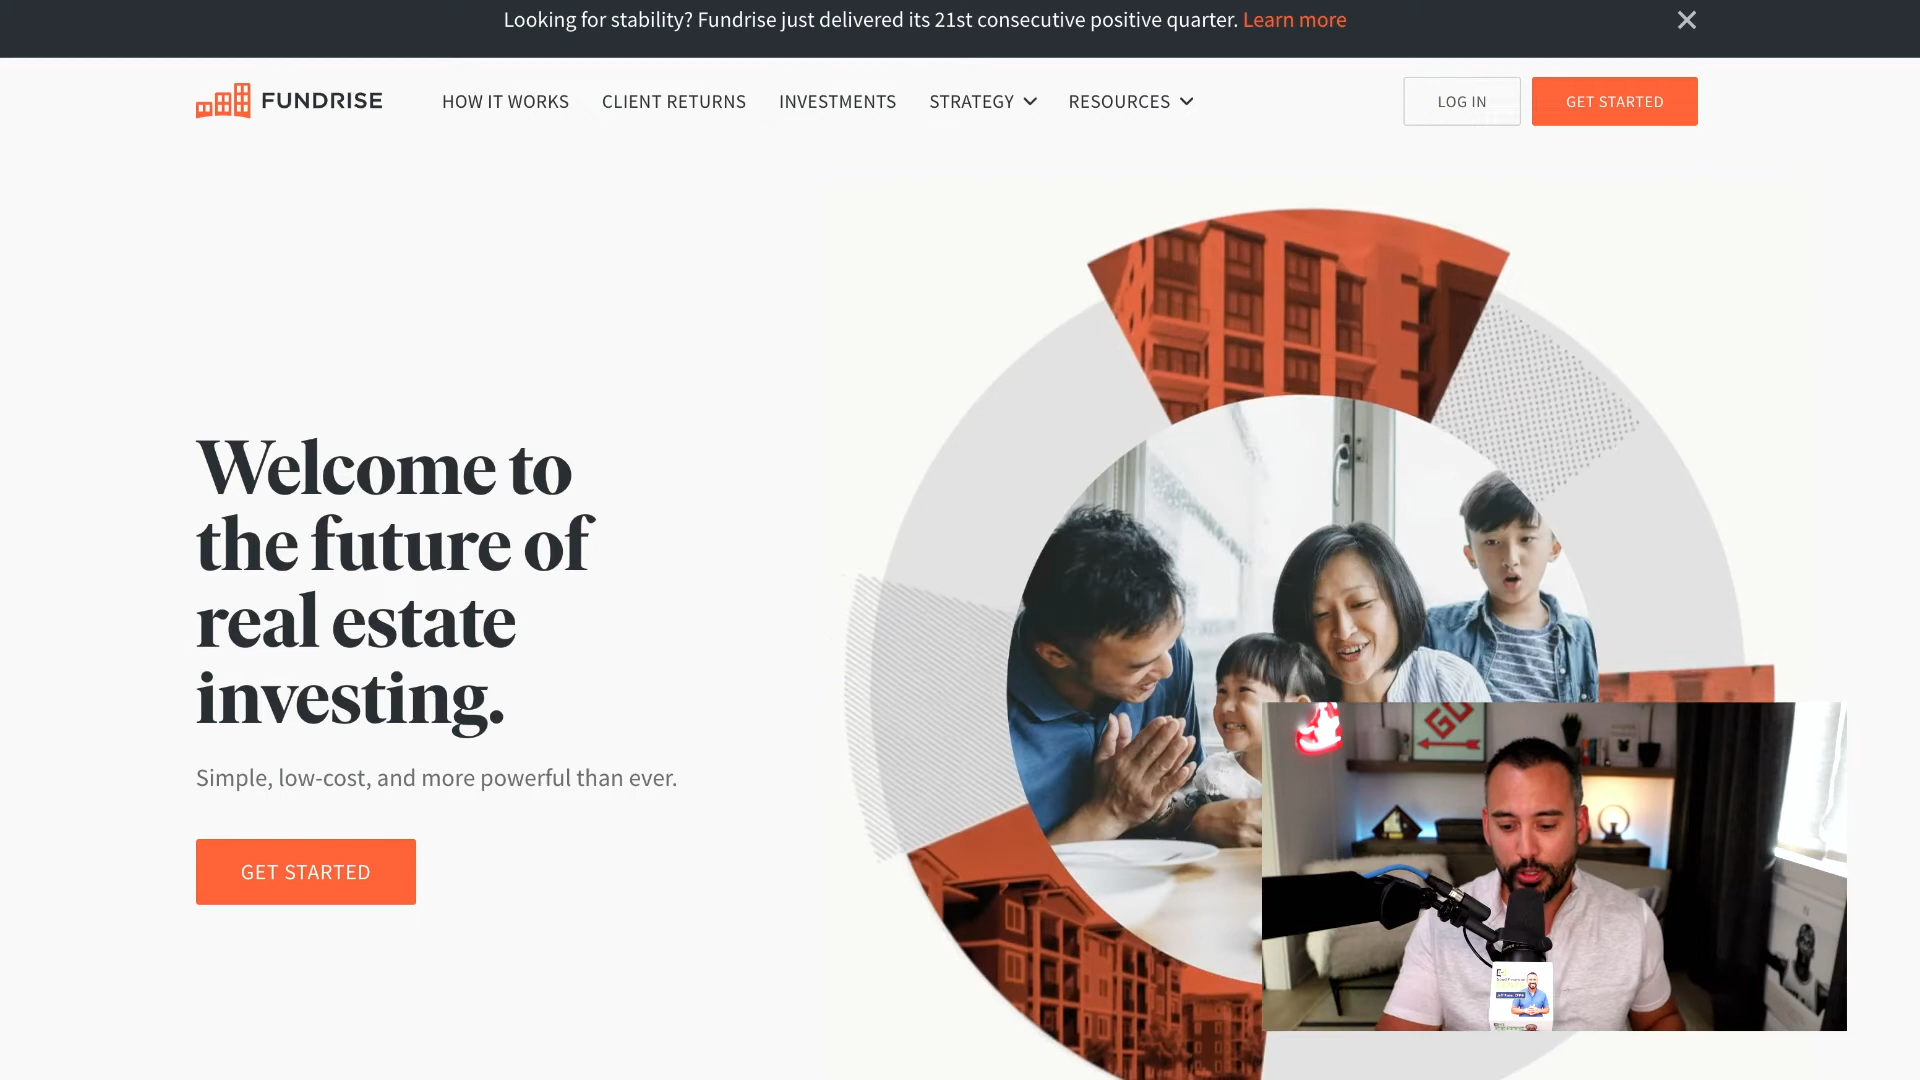 Looking for stability? Fundrise just delivered its 21st consecutive positive quarter. Learn more
FUNDRISE
HOW IT WORKS
CLIENT RETURNS
INVESTMENTS
STRATEGY
RESOURCES
LOG IN
GET STARTED
Welcome to
the future of
real estate
investing.
Simple, low-cost, and more powerful than ever.
GET STARTED
GO